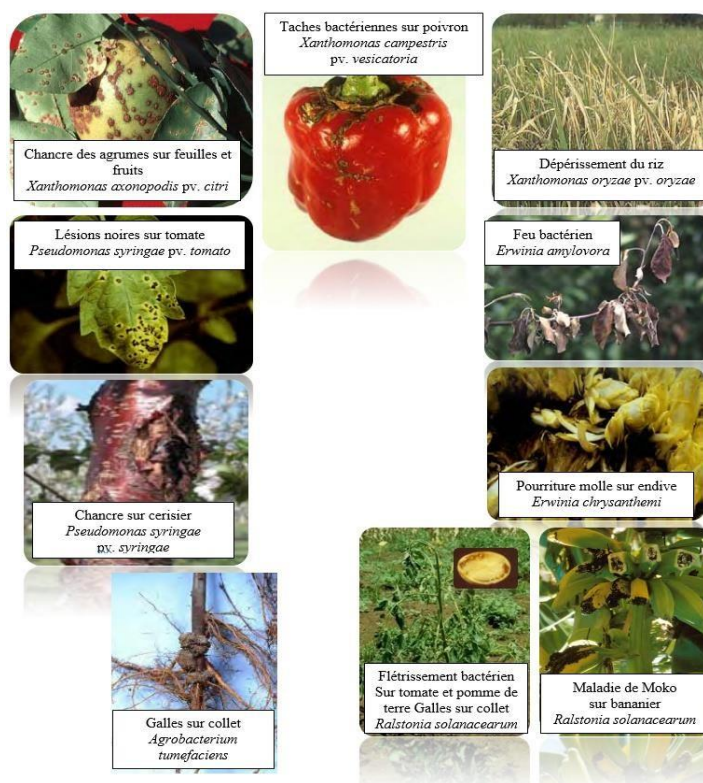 Taches bactériennes sur poivron
Xanthomonas campestris
pv. vesicatoria
Chancre des agrumes sur feuilles et
fruits
Xanthomonas axonopodis pv. citri
Dépérissement du riz
Xanthomonas oryzae pv. oryzae
Lésions noires sur tomate
Pseudomonas syringae pv. tomato
Feu bactérien
Erwinia amylovora
Chancre sur cerisier
Pseudomonas syringae
pv. syringae
Pourriture molle sur endive
Erwinia chrysanthemi
Galles sur collet
Agrobacterium
tumefaciens
Flétrissement bactérien
Sur tomate et pomme de
terre Galles sur collet
Ralstonia solanacearum
Maladie de Moko
sur bananier
Ralstonia solanacearum